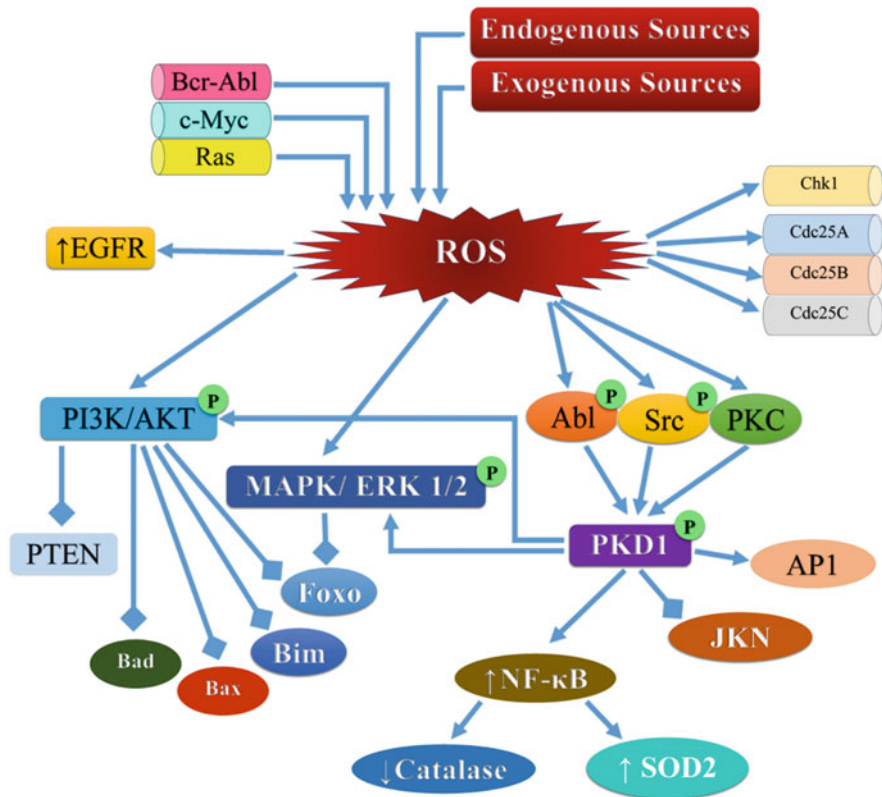 Endogenous Sources
Exogenous Sources
Bcr-Abl
c-Myc
Ras
Chk1
Cdc25A
Cdc25B
Cdc25C
↑EGFR
ROS
P
PI3K/AKT
P
Abl
P
Src
PKC
P
MAPK/ ERK 1/2
P
PKD1
PTEN
AP1
Foxo
JKN
Bim
Bad
Bax
↑NF-κB
↓Catalase
↑ SOD2